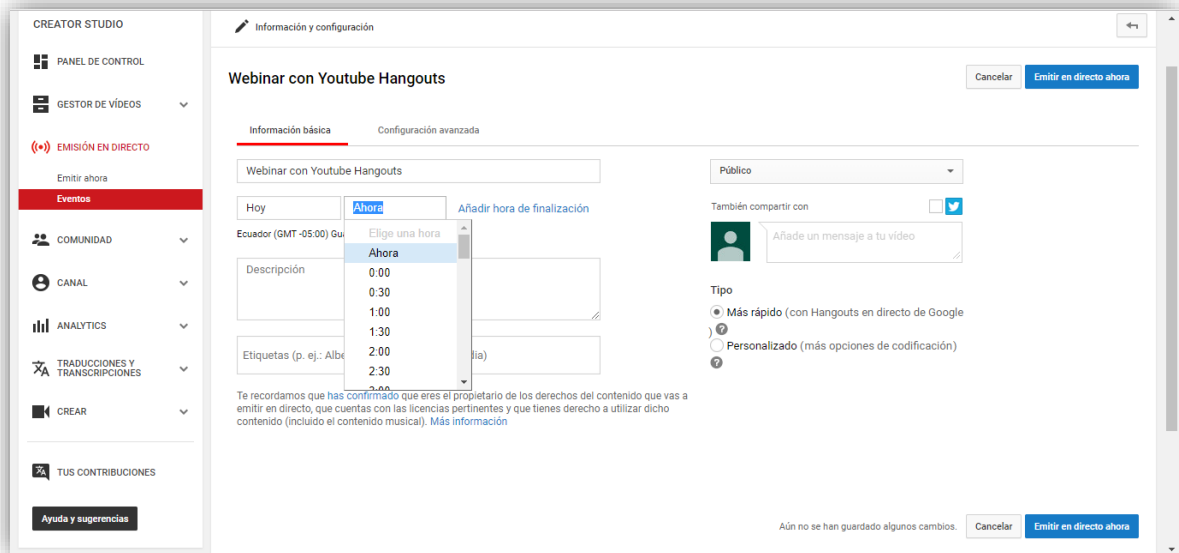 CREATOR STUDIO
PANEL DE CONTROL
GESTOR DE VÍDEOS
EMISIÓN EN DIRECTO
Emitir ahora
Eventos
COMUNIDAD
CANAL
ANALYTICS
TRADUCCIONES Y
TRANSCRIPCIONES
CREAR
TUS CONTRIBUCIONES
Ayuda y sugerencias
Información y configuración
Webinar con Youtube Hangouts
Cancelar
Emitir en directo ahora
Información básica
Configuración avanzada
Webinar con Youtube Hangouts
Hoy
Ahora
Añadir hora de finalización
Ecuador (GMT -05:00)
Elige una hora
Ahora
0:00
0:30
1:00
1:30
2:00
2:30
Descripción
Etiquetas (p. ej.:
Te recordamos que has confirmado que eres el propietario de los derechos del contenido que vas a
emitir en directo, que cuentas con las licencias pertinentes y que tienes derecho a utilizar dicho
contenido (incluido el contenido musical). Más información
Público
También compartir con
Añade un mensaje a tu vídeo
Tipo
Más rápido (con Hangouts en directo de Google
) ?
Personalizado (más opciones de codificación)
?
Aún no se han guardado algunos cambios.
Cancelar
Emitir en directo ahora